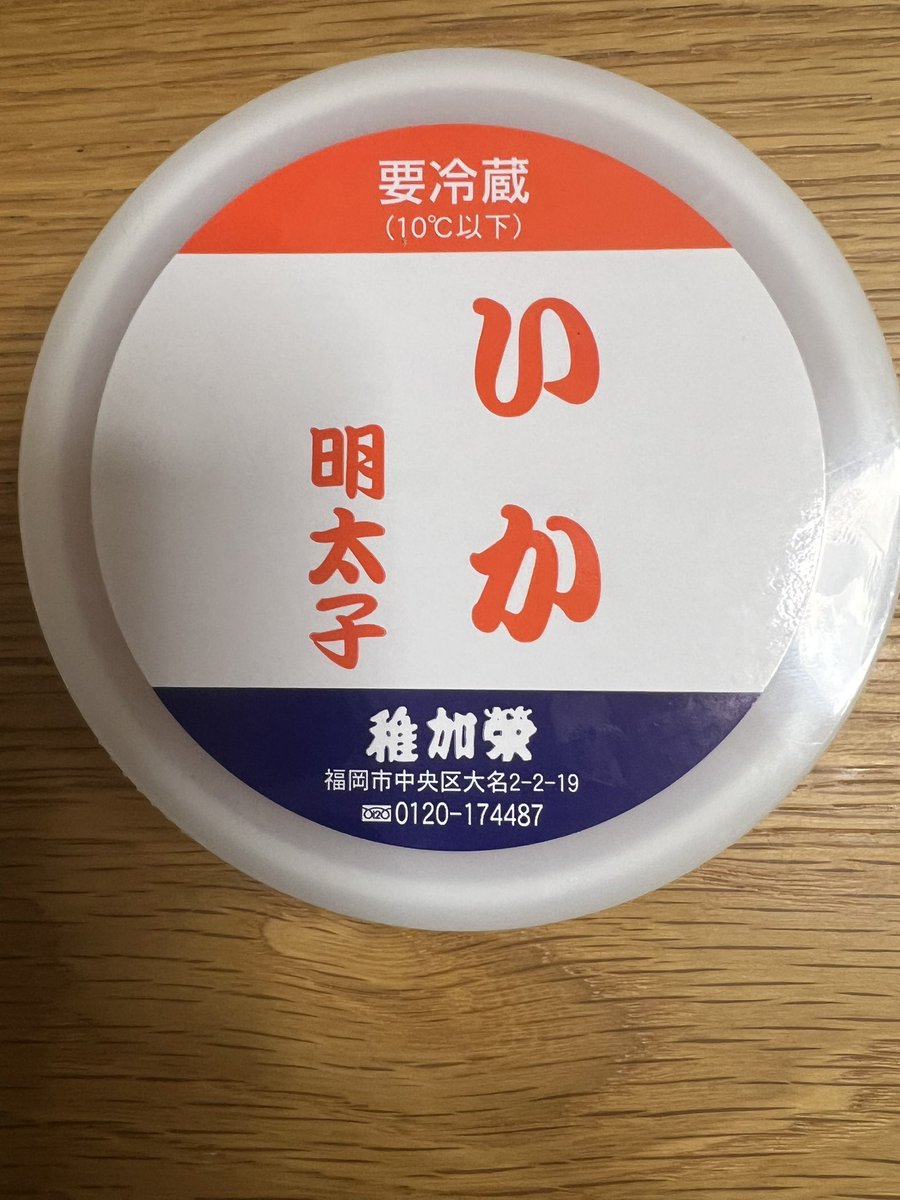 要冷蔵
(10℃以下)
いか
明太子
稚加榮
福岡市中央区大名2-2-19
0120-174487